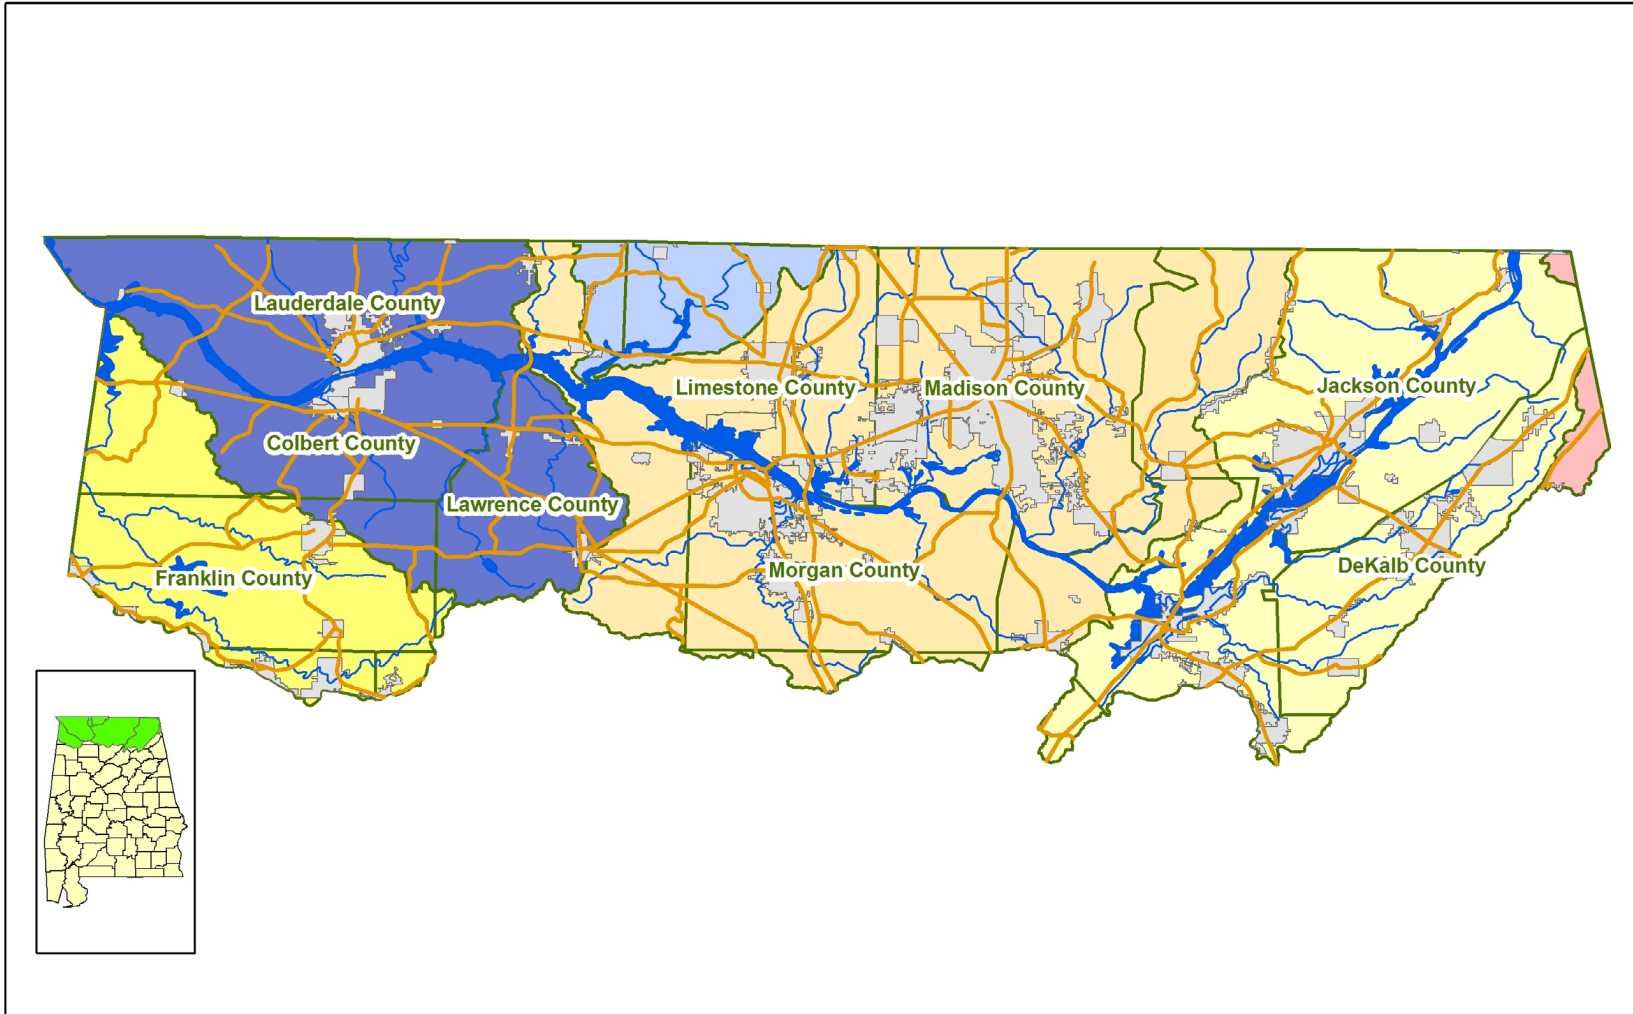 Lauderdale County
Limestone County
Madison County
Jackson County
Colbert County
Lawrence County
Morgan County
DeKalb County
Franklin County